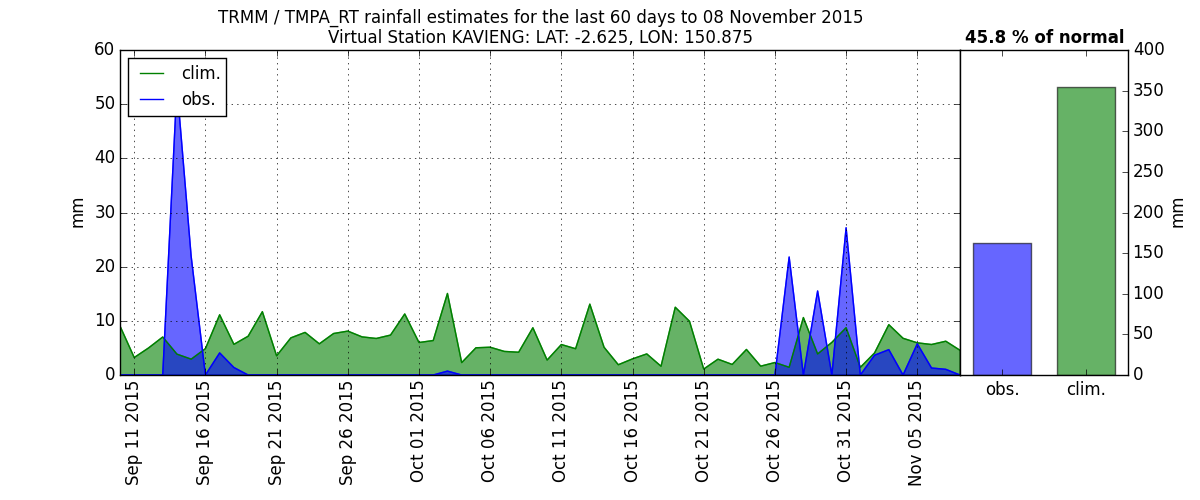 TRMM / TMPA_RT rainfall estimates for the last 60 days to 08 November 2015
Virtual Station KAVIENG: LAT: -2.625, LON: 150.875
45.8 % of normal
clim.
obs.
60
50
40
30
20
10
0
mm
Sep 11 2015
Sep 16 2015
Sep 21 2015
Sep 26 2015
Oct 01 2015
Oct 06 2015
Oct 11 2015
Oct 16 2015
Oct 21 2015
Oct 26 2015
Oct 31 2015
Nov 05 2015
obs.
clim.
400
350
300
250
200
150
100
50
0
mm